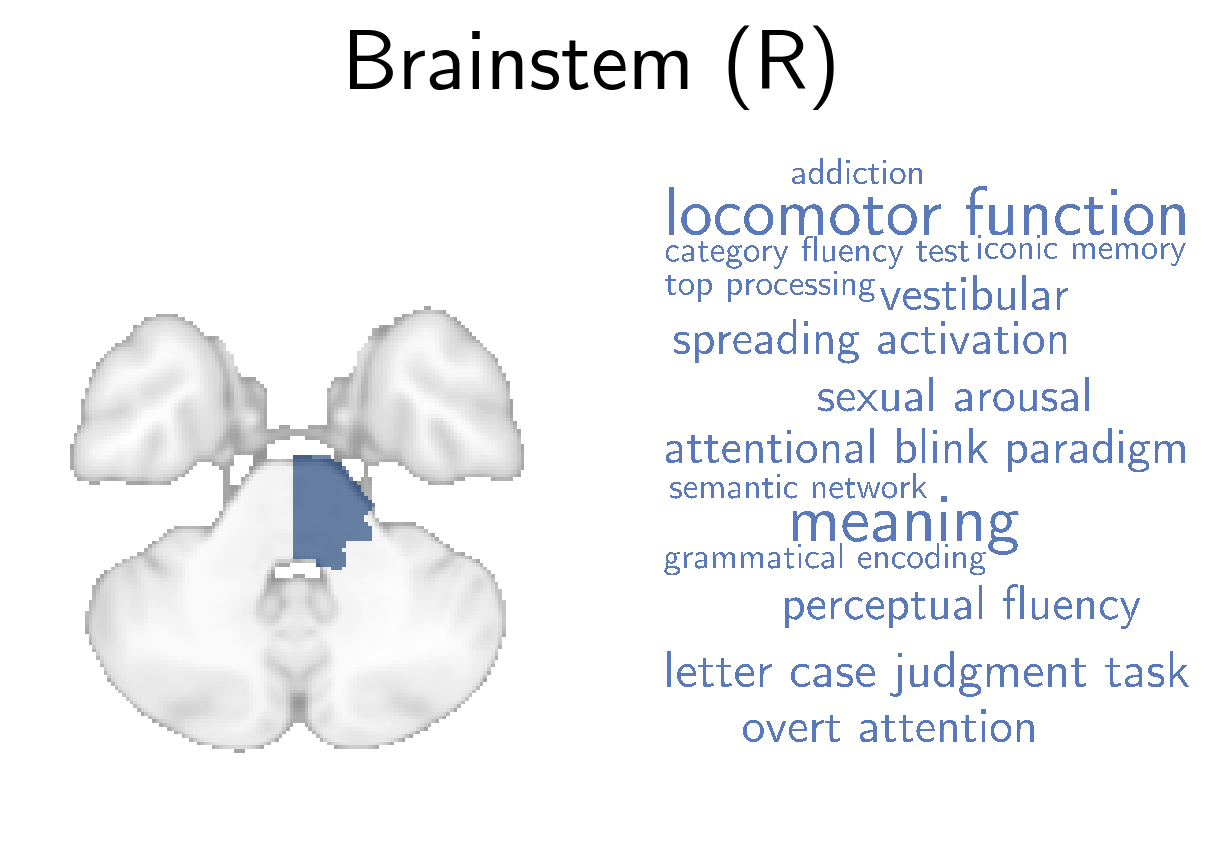 Brainstem (R)
addiction
locomotor function
category fluency test iconic memory
top processing vestibular
spreading activation
sexual arousal
attentional blink paradigm
semantic network
meaning
grammatical encoding
perceptual fluency
letter case judgment task
overt attention